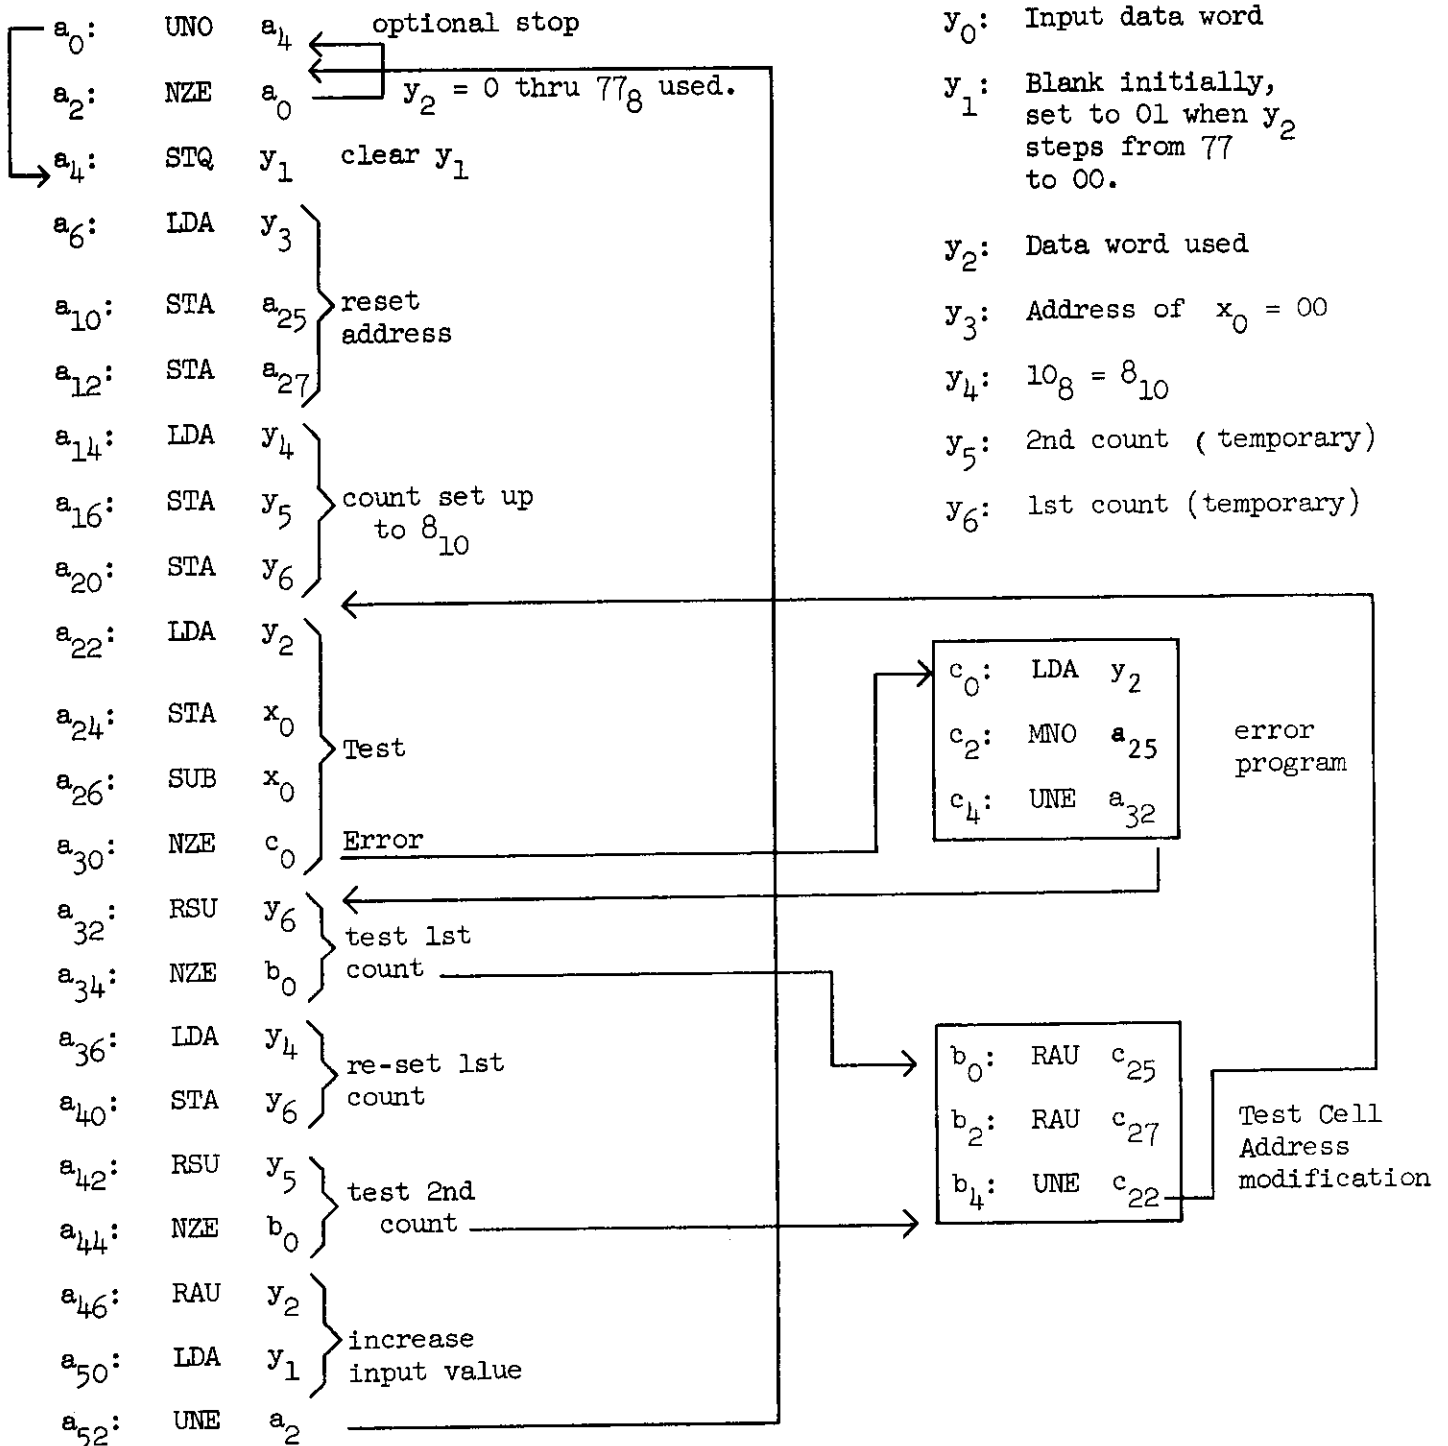 a0: UNO a4 optional stop
a2: NZE a0 y2 = 0 thru 778 used.
a4: STQ y1 clear y1
a6: LDA y3
a10: STA a25 reset
address
a12: STA a27
a14: LDA y4
a16: STA y5 count set up
to 810
a20: STA y6
a22: LDA y2
a24: STA x0
Test
a26: SUB x0
a30: NZE c0 Error
a32: RSU y6
test 1st
a34: NZE b0 count
a36: LDA y4
re-set 1st
a40: STA y6 count
a42: RSU y5
test 2nd
a44: NZE b0 count
a46: RAU y2
increase
a50: LDA y1 input value
a52: UNE a2
y0: Input data word
y1: Blank initially,
set to 01 when y2
steps from 77
to 00.
y2: Data word used
y3: Address of x0 = 00
y4: 108 = 810
y5: 2nd count (temporary)
y6: 1st count (temporary)
c0: LDA y2
c2: MNO a25
c4: UNE a32
error
program
b0: RAU c25
b2: RAU c27
b4: UNE c22
Test Cell
Address
modification